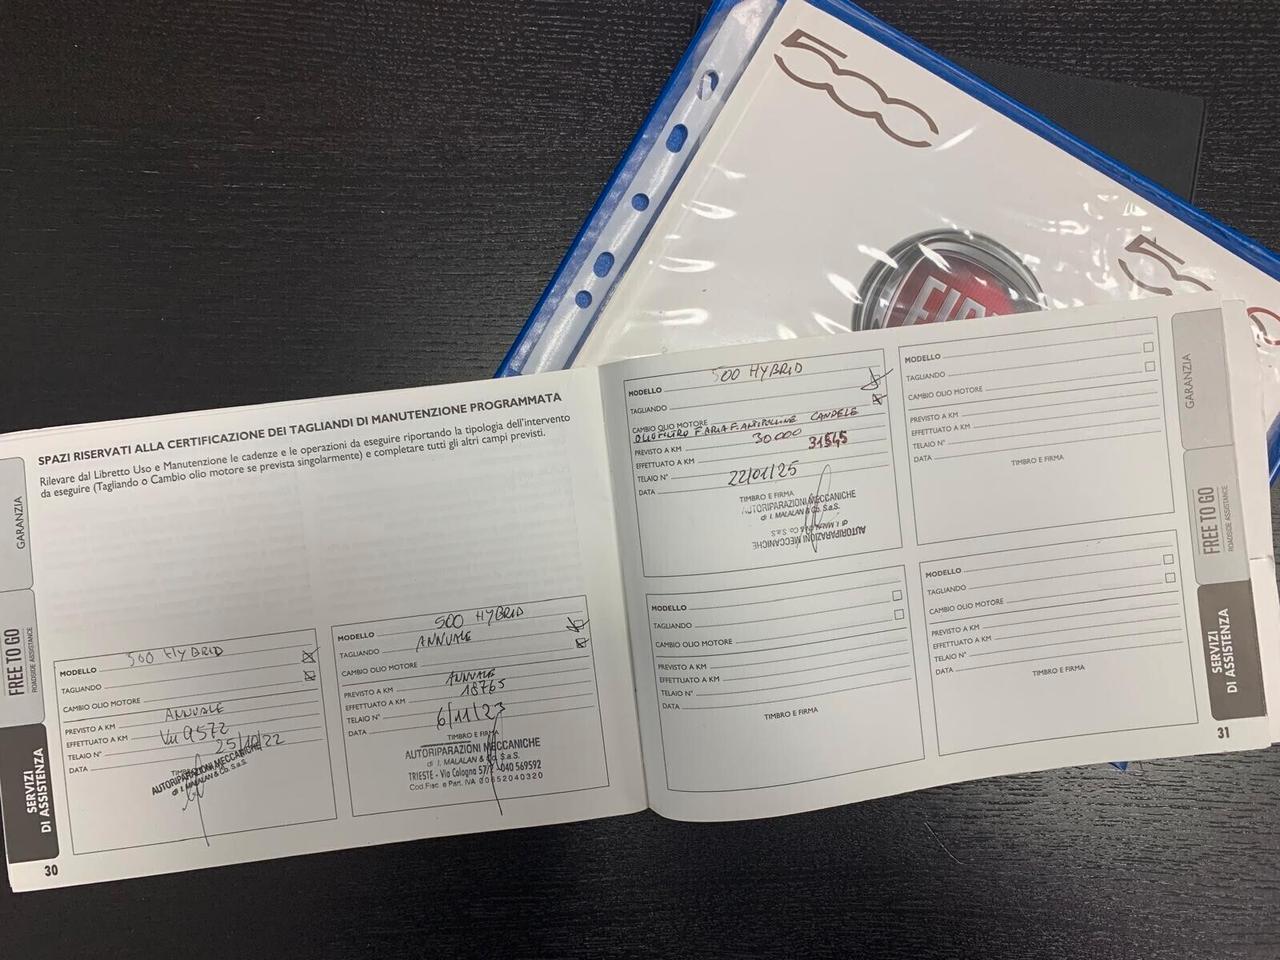 500
FIAT
5
GARANZIA
FREE TO GO
ROADSIDE ASSISTANCE
SERVIZI
DI ASSISTENZA
SPAZI RISERVATI ALLA CERTIFICAZIONE DEI TAGLIANDI DI MANUTENZIONE PROGRAMMATA
Rilevare dal Libretto Uso e Manutenzione le cadenze e le operazioni da eseguire riportando la tipologia dell'intervento
da eseguire (Tagliando o Cambio olio motore se prevista singolarmente) e completare tutti gli altri campi previsti.
MODELLO 500 HYBRID
TAGLIANDO
CAMBIO OLIO MOTORE
PREVISTO A KM ANNUALE
EFFETTUATO A KM 9572
TELAIO N° 25/10/22
DATA
AUTORIPARAZIONI MECCANICHE
di I. MALALAN & Co. S.a.S.
MODELLO 500 HYBRID
TAGLIANDO ANNUALE
CAMBIO OLIO MOTORE
PREVISTO A KM ANNUALE
EFFETTUATO A KM 18765
TELAIO N°
DATA 6/11/23
TIMBRO E FIRMA
AUTORIPARAZIONI MECCANICHE
di I. MALALAN & Co. S.a.S.
TRIESTE - Via Cologna 57/ 040 569592
Cod.Fisc e Part. IVA 00652040320
30
MODELLO 500 HYBRID
TAGLIANDO
CAMBIO OLIO MOTORE
OLIO FILTRO F ARIA F. ANTIPOLLINE CANDELE
PREVISTO A KM 30.000
EFFETTUATO A KM 31545
TELAIO N°
DATA 22/01/25
TIMBRO E FIRMA
AUTORIPARAZIONI MECCANICHE
di I. MALALAN & Co. S.a.S.
AUTORIPARAZIONI MECCANICHE
di I. MALALAN & Co. S.a.S.
MODELLO
TAGLIANDO
CAMBIO OLIO MOTORE
PREVISTO A KM
EFFETTUATO A KM
TELAIO N°
DATA
TIMBRO E FIRMA
MODELLO
TAGLIANDO
CAMBIO OLIO MOTORE
PREVISTO A KM
EFFETTUATO A KM
TELAIO N°
DATA
TIMBRO E FIRMA
MODELLO
TAGLIANDO
CAMBIO OLIO MOTORE
PREVISTO A KM
EFFETTUATO A KM
TELAIO N°
DATA
TIMBRO E FIRMA
GARANZIA
FREE TO GO
ROADSIDE ASSISTANCE
SERVIZI
DI ASSISTENZA
31